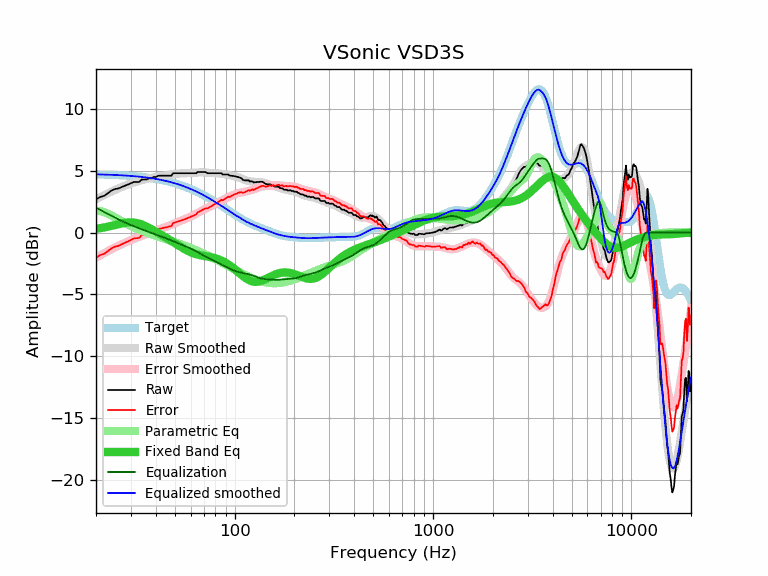 VSonic VSD3S
Amplitude (dBr)
10
5
0
−5
−10
−15
−20
Target
Raw Smoothed
Error Smoothed
Raw
Error
Parametric Eq
Fixed Band Eq
Equalization
Equalized smoothed
100
1000
10000
Frequency (Hz)